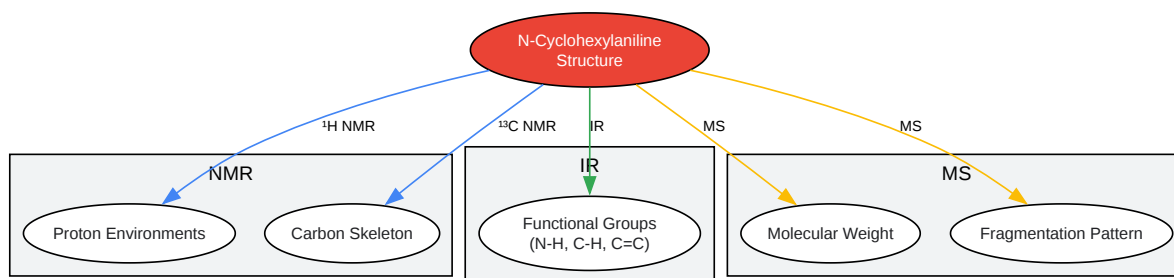 N-Cyclohexylaniline
Structure
¹H NMR
¹³C NMR
IR
MS
MS
NMR
IR
MS
Proton Environments
Carbon Skeleton
Functional Groups
(N-H, C-H, C=C)
Molecular Weight
Fragmentation Pattern